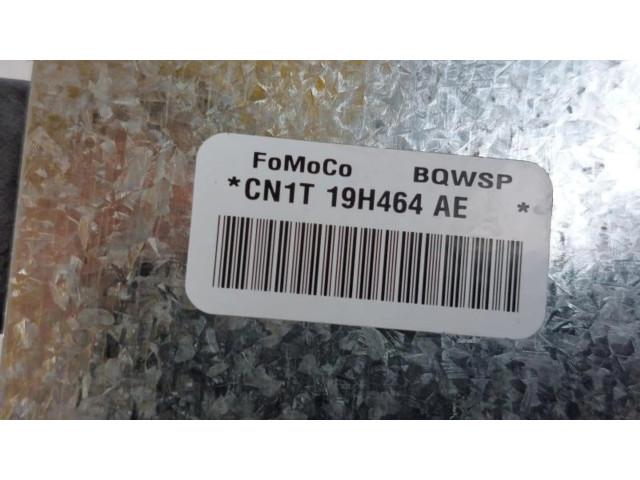 FoMoCo BQWSP
*CN1T 19H464 AE *